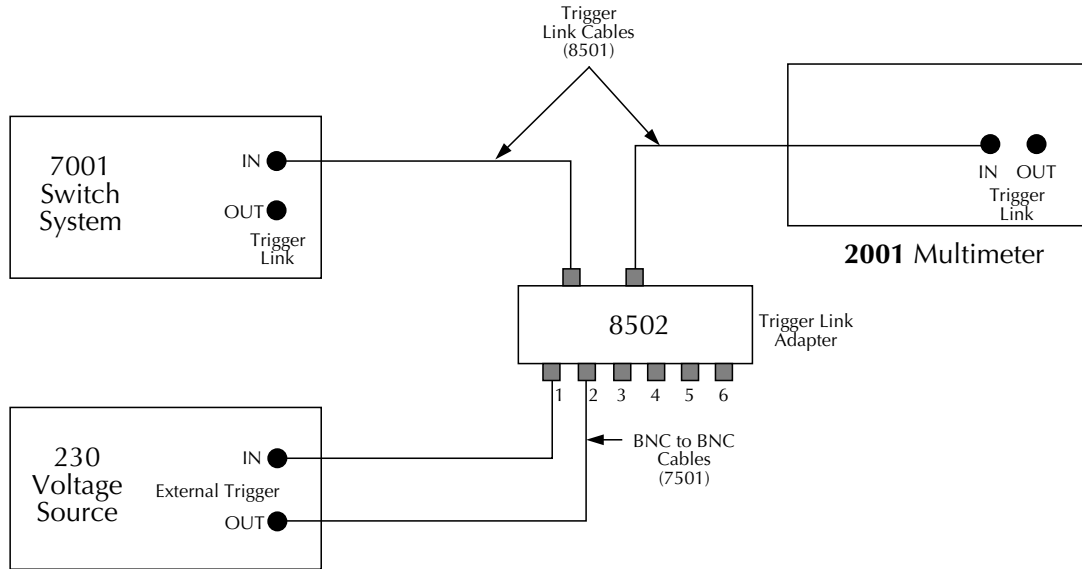 Trigger
Link Cables
(8501)
7001
Switch
System
IN
OUT
Trigger
Link
IN OUT
Trigger
Link
2001 Multimeter
8502
Trigger Link
Adapter
1 2 3 4 5 6
230
Voltage
Source
IN
External Trigger
OUT
BNC to BNC
Cables
(7501)